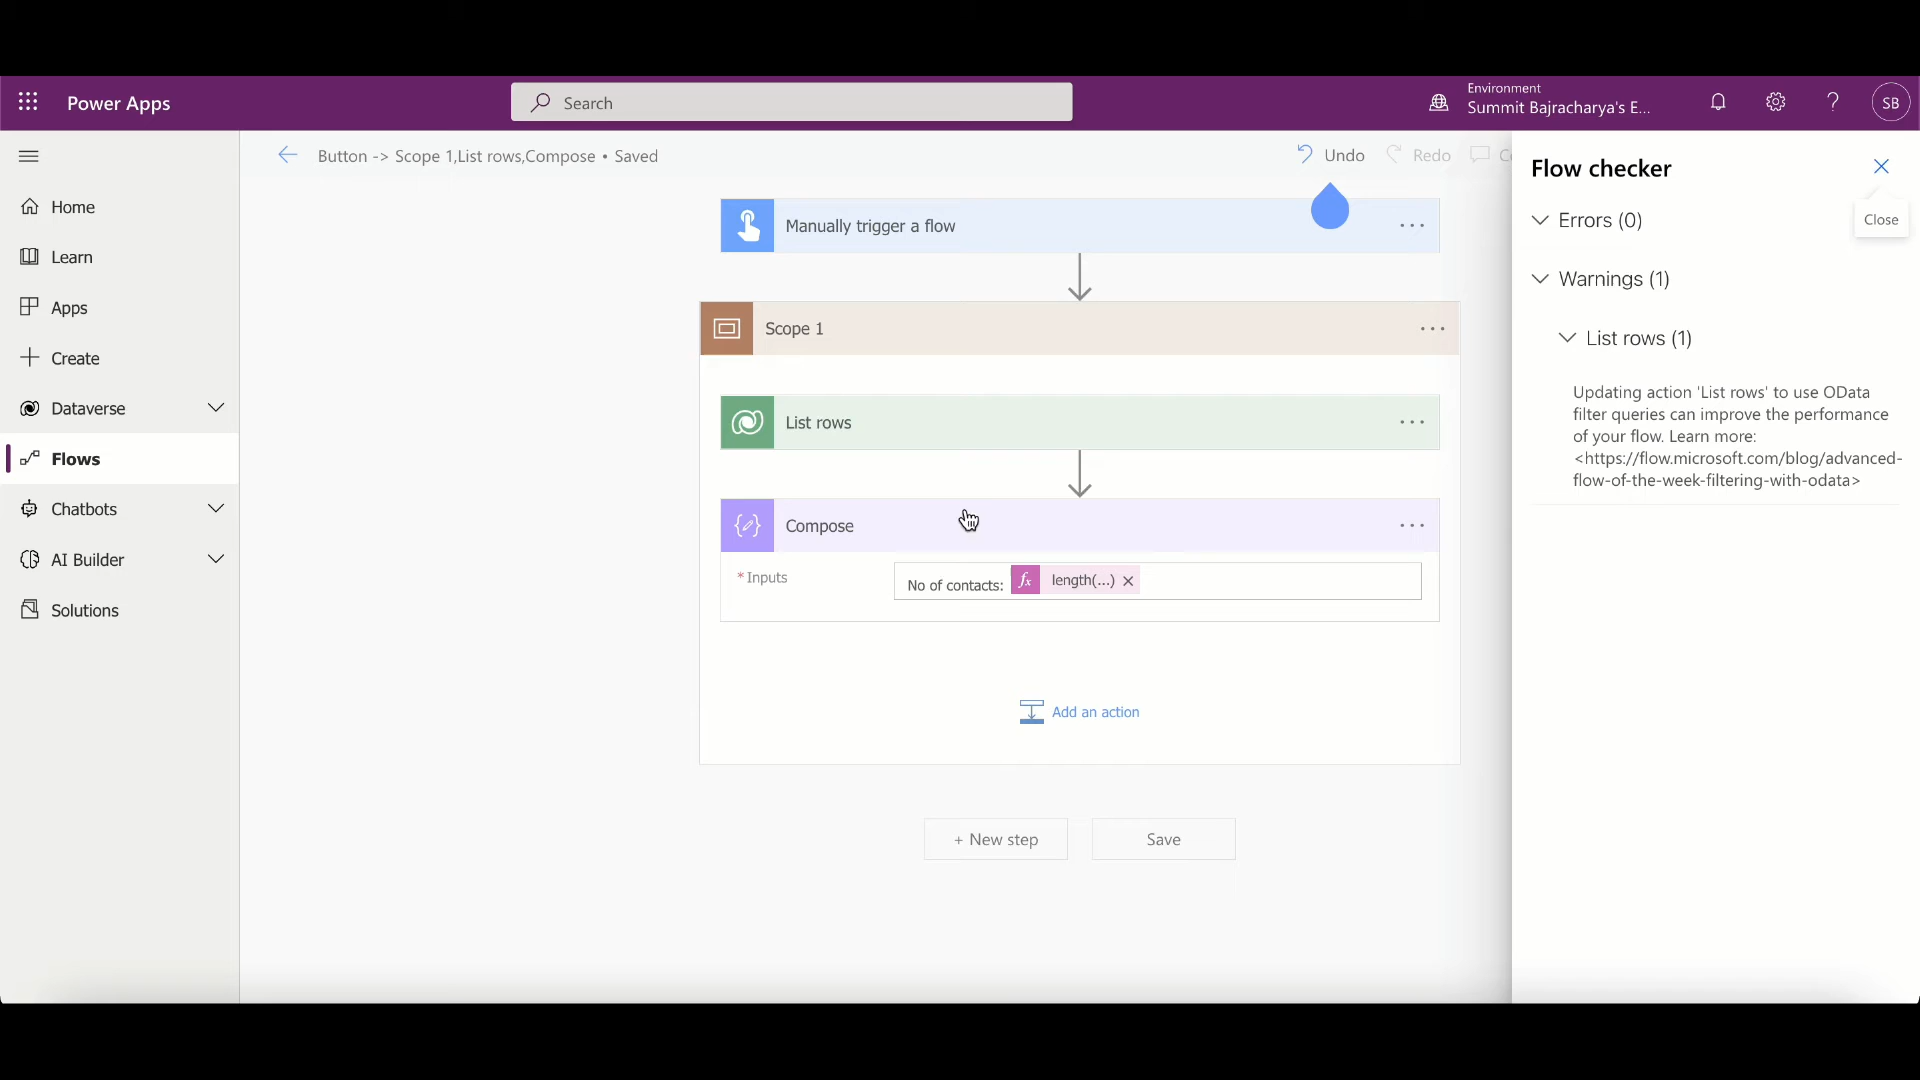 Power Apps
Search
Environment
Summit Bajracharya's E...
SB
Button -> Scope 1,List rows,Compose • Saved
Undo
Redo
Flow checker
Close
Home
Learn
Apps
Create
Dataverse
Flows
Chatbots
AI Builder
Solutions
Manually trigger a flow
Scope 1
List rows
Compose
* Inputs
No of contacts: fx length(...)
Add an action
+ New step
Save
Errors (0)
Warnings (1)
List rows (1)
Updating action 'List rows' to use OData
filter queries can improve the performance
of your flow. Learn more:
<https://flow.microsoft.com/blog/advanced-
flow-of-the-week-filtering-with-odata>